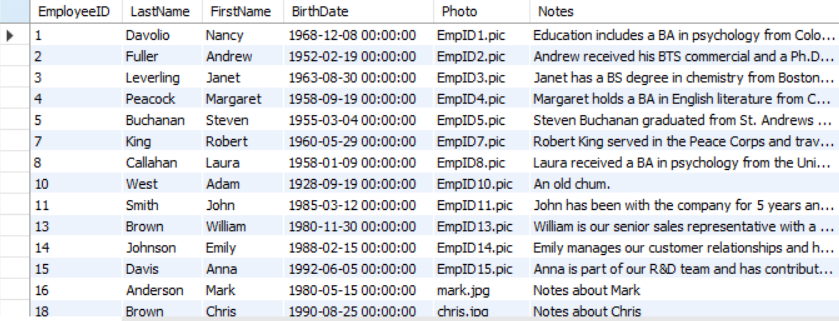 EmployeeID LastName FirstName BirthDate Photo Notes
1 Davolio Nancy 1968-12-08 00:00:00 EmpID1.pic Education includes a BA in psychology from Colo...
2 Fuller Andrew 1952-02-19 00:00:00 EmpID2.pic Andrew received his BTS commercial and a Ph.D...
3 Leverling Janet 1963-08-30 00:00:00 EmpID3.pic Janet has a BS degree in chemistry from Boston...
4 Peacock Margaret 1958-09-19 00:00:00 EmpID4.pic Margaret holds a BA in English literature from C...
5 Buchanan Steven 1955-03-04 00:00:00 EmpID5.pic Steven Buchanan graduated from St. Andrews ...
7 King Robert 1960-05-29 00:00:00 EmpID7.pic Robert King served in the Peace Corps and trav...
8 Callahan Laura 1958-01-09 00:00:00 EmpID8.pic Laura received a BA in psychology from the Uni...
10 West Adam 1928-09-19 00:00:00 EmpID10.pic An old chum.
11 Smith John 1985-03-12 00:00:00 EmpID11.pic John has been with the company for 5 years an...
13 Brown William 1980-11-30 00:00:00 EmpID13.pic William is our senior sales representative with a ...
14 Johnson Emily 1988-02-15 00:00:00 EmpID14.pic Emily manages our customer relationships and h...
15 Davis Anna 1992-06-05 00:00:00 EmpID15.pic Anna is part of our R&D team and has contribut...
16 Anderson Mark 1980-05-15 00:00:00 mark.jpg Notes about Mark
18 Brown Chris 1990-08-25 00:00:00 chris.jpg Notes about Chris